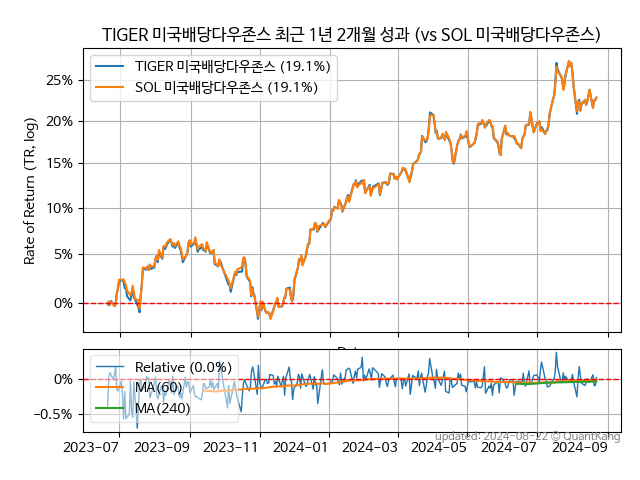 TIGER 미국배당다우존스 최근 1년 2개월 성과 (vs SOL 미국배당다우존스)
TIGER 미국배당다우존스 (19.1%)
SOL 미국배당다우존스 (19.1%)
25%
20%
15%
10%
5%
0%
Rate of Return (TR, log)
Relative (0.0%)
MA(60)
MA(240)
0%
−0.5%
2023-07 2023-09 2023-11 2024-01 2024-03 2024-05 2024-07 2024-09
updated: 2024-08-22 © QuantKang